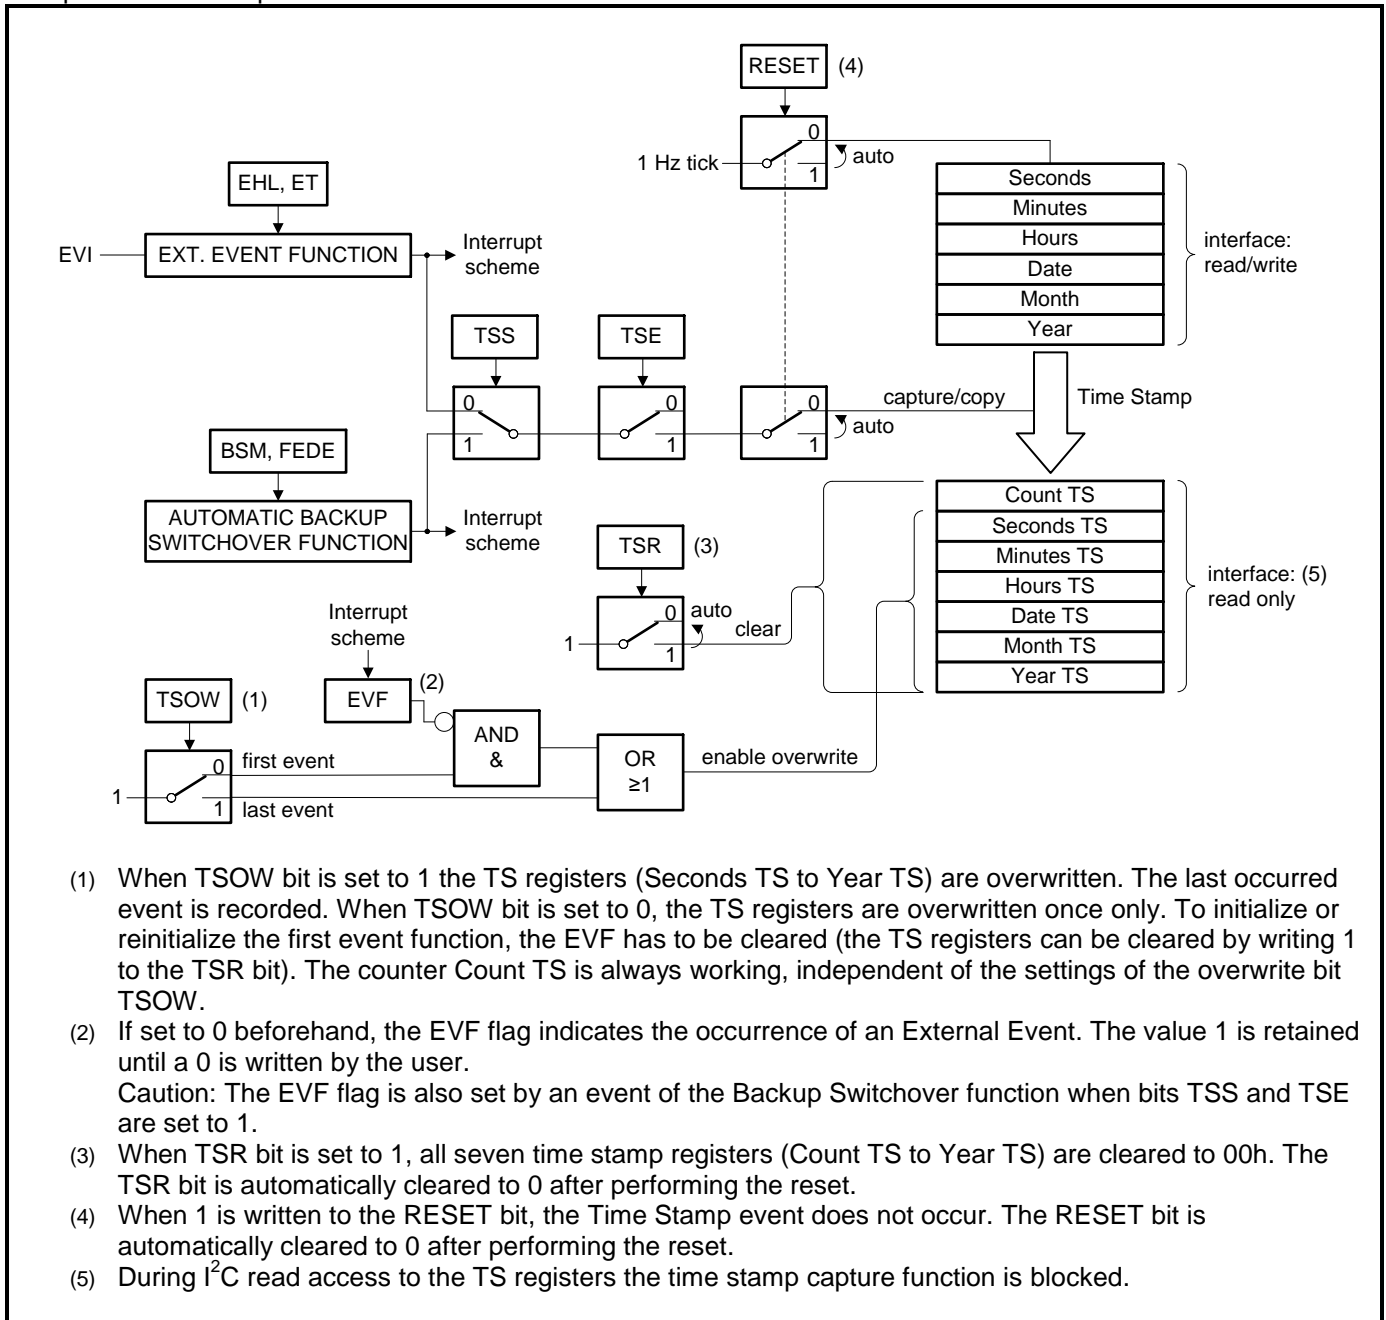 RESET (4)
0
1 Hz tick
auto
1
EHL, ET
Seconds
Minutes
Hours
Date
Month
Year
interface:
read/write
EVI
EXT. EVENT FUNCTION
Interrupt
scheme
TSS
TSE
0
1
0
1
0
1
auto
capture/copy
Time Stamp
BSM, FEDE
AUTOMATIC BACKUP
SWITCHOVER FUNCTION
Interrupt
scheme
Count TS
Seconds TS
Minutes TS
Hours TS
Date TS
Month TS
Year TS
interface: (5)
read only
TSR (3)
0
auto
1
1
clear
Interrupt
scheme
EVF
(2)
TSOW (1)
0
1
1
first event
last event
AND
&
OR
≥1
enable overwrite
(1) When TSOW bit is set to 1 the TS registers (Seconds TS to Year TS) are overwritten. The last occurred
event is recorded. When TSOW bit is set to 0, the TS registers are overwritten once only. To initialize or
reinitialize the first event function, the EVF has to be cleared (the TS registers can be cleared by writing 1
to the TSR bit). The counter Count TS is always working, independent of the settings of the overwrite bit
TSOW.
(2) If set to 0 beforehand, the EVF flag indicates the occurrence of an External Event. The value 1 is retained
until a 0 is written by the user.
Caution: The EVF flag is also set by an event of the Backup Switchover function when bits TSS and TSE
are set to 1.
(3) When TSR bit is set to 1, all seven time stamp registers (Count TS to Year TS) are cleared to 00h. The
TSR bit is automatically cleared to 0 after performing the reset.
(4) When 1 is written to the RESET bit, the Time Stamp event does not occur. The RESET bit is
automatically cleared to 0 after performing the reset.
(5) During I²C read access to the TS registers the time stamp capture function is blocked.